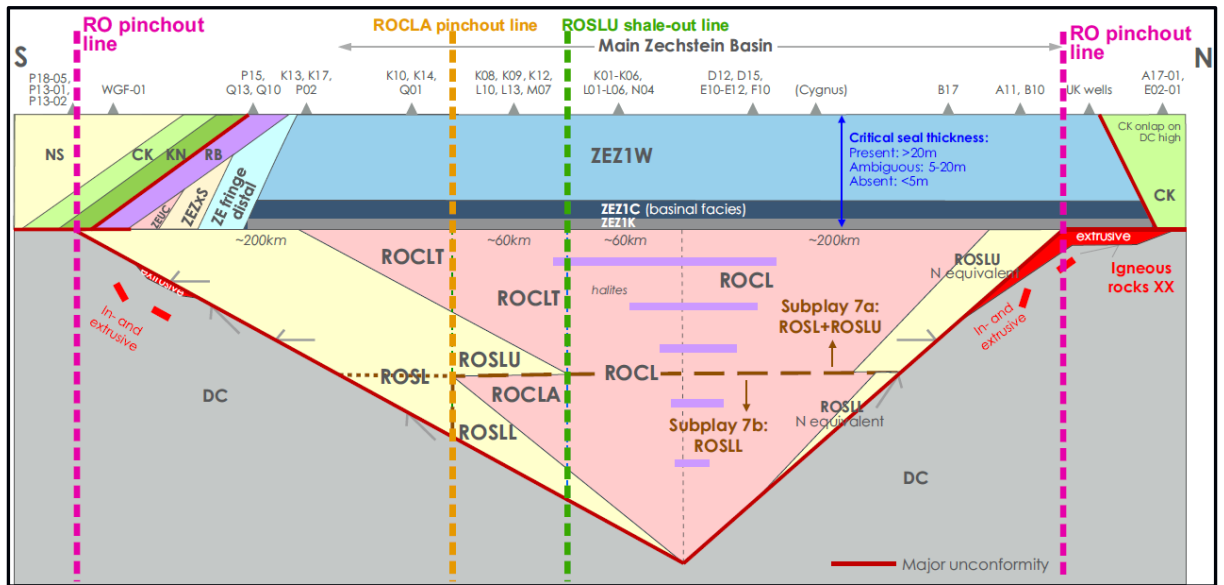 RO pinchout
line
ROCLA pinchout line
ROSLU shale-out line
RO pinchout
line
S
Main Zechstein Basin
N
P18-05,
P13-01,
P13-02
WGF-01
P15,
Q13, Q10
K13, K17,
P02
K10, K14,
Q01
K08, K09, K12,
L10, L13, M07
K01-K06,
L01-L06, N04
D12, D15,
E10-E12, F10
(Cygnus)
B17
A11, B10
UK wells
A17-01,
E02-01
NS
CK
KN
RB
ZEUC
ZEZxS
ZE fringe
distal
ZEZ1W
Critical seal thickness:
Present: >20m
Ambiguous: 5-20m
Absent: <5m
CK onlap on
DC high
CK
ZEZ1C (basinal facies)
ZEZ1K
~200km
~60km
~60km
~200km
extrusive
ROCLT
ROCLT
ROCL
halites
ROSLU
N equivalent
extrusive
Igneous
rocks XX
In- and
extrusive
In- and
extrusive
Subplay 7a:
ROSL+ROSLU
ROSLU
ROSL
ROCL
ROCLA
DC
ROSLL
Subplay 7b:
ROSLL
ROSLL
N equivalent
DC
Major unconformity